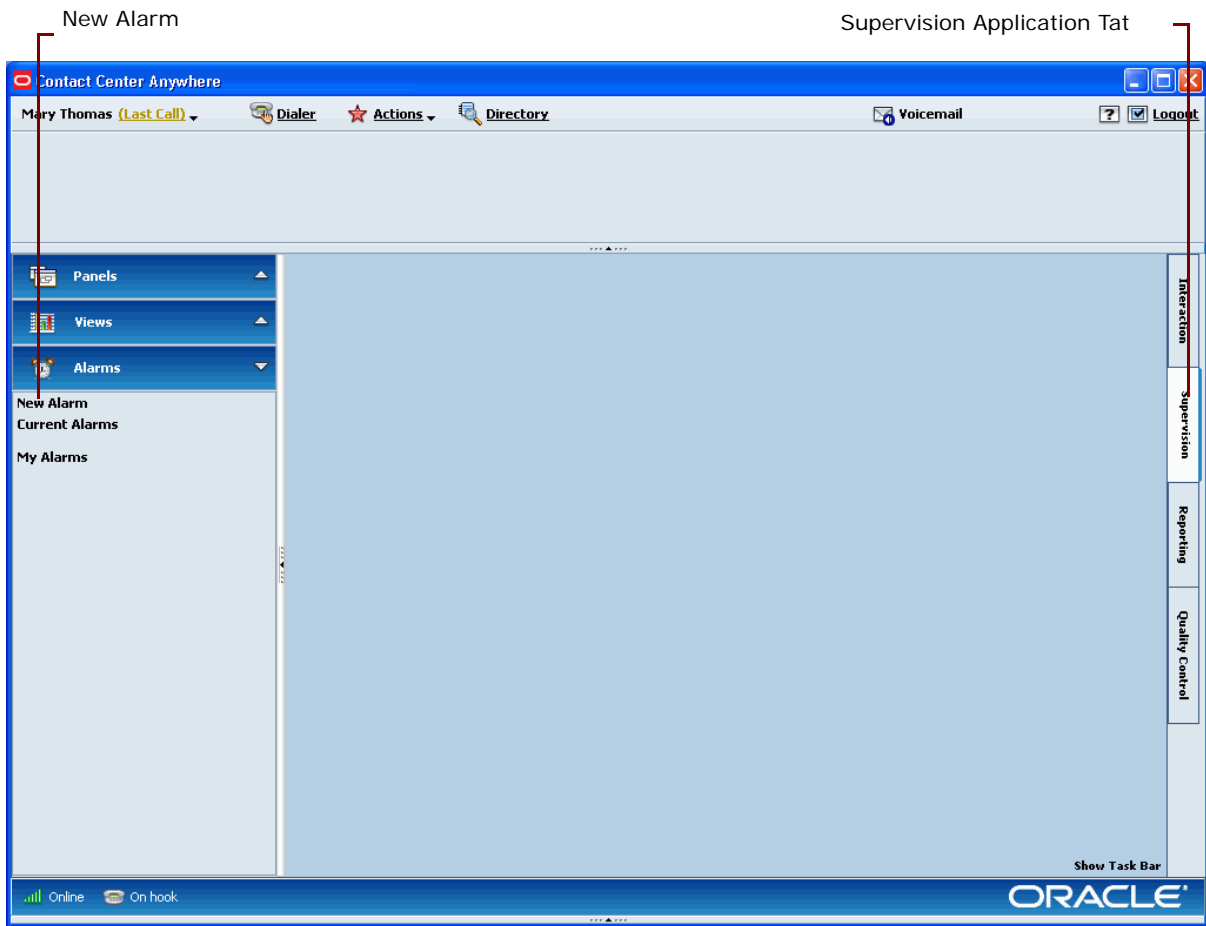 New Alarm
Supervision Application Tat
Contact Center Anywhere
Mary Thomas (Last Call)
Dialer
Actions
Directory
Voicemail
?
Logout
Panels
Views
Alarms
New Alarm
Current Alarms
My Alarms
Interaction
Supervision
Reporting
Quality Control
Show Task Bar
Online
On hook
ORACLE